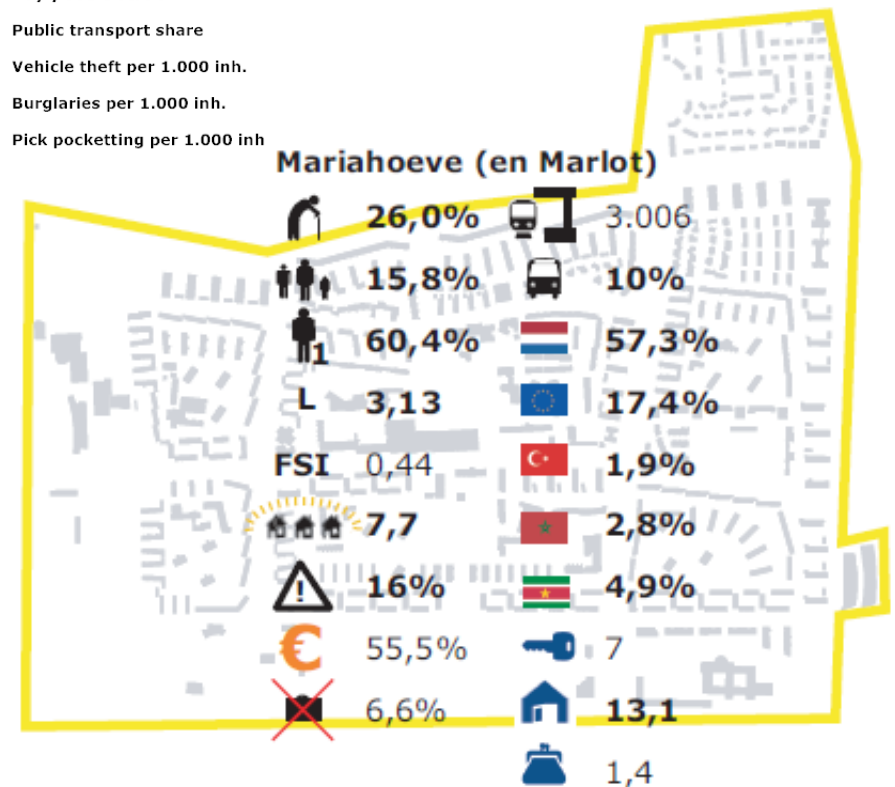 Public transport share
Vehicle theft per 1.000 inh.
Burglaries per 1.000 inh.
Pick pocketting per 1.000 inh
Mariahoeve (en Marlot)
26,0% 3.006
15,8% 10%
1 60,4% 57,3%
L 3,13 17,4%
FSI 0,44 1,9%
7,7 2,8%
! 16% 4,9%
€ 55,5% 7
6,6% 13,1
1,4